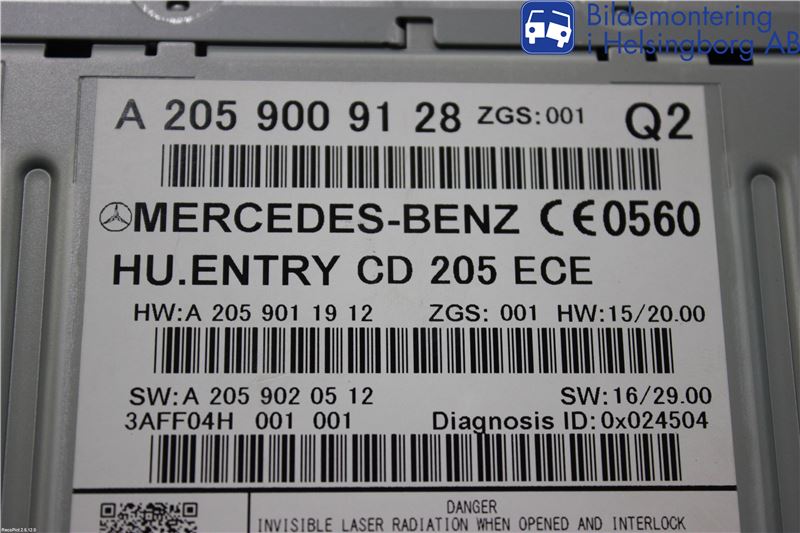 Bildemontering
i Helsingborg AB
A 205 900 91 28 ZGS:001 Q2
MERCEDES-BENZ CE0560
HU.ENTRY CD 205 ECE
HW:A 205 901 19 12 ZGS: 001 HW:15/20.00
SW:A 205 902 05 12 SW:16/29.00
3AFF04H 001 001 Diagnosis ID:0x024504
DANGER
INVISIBLE LASER RADIATION WHEN OPENED AND INTERLOCK